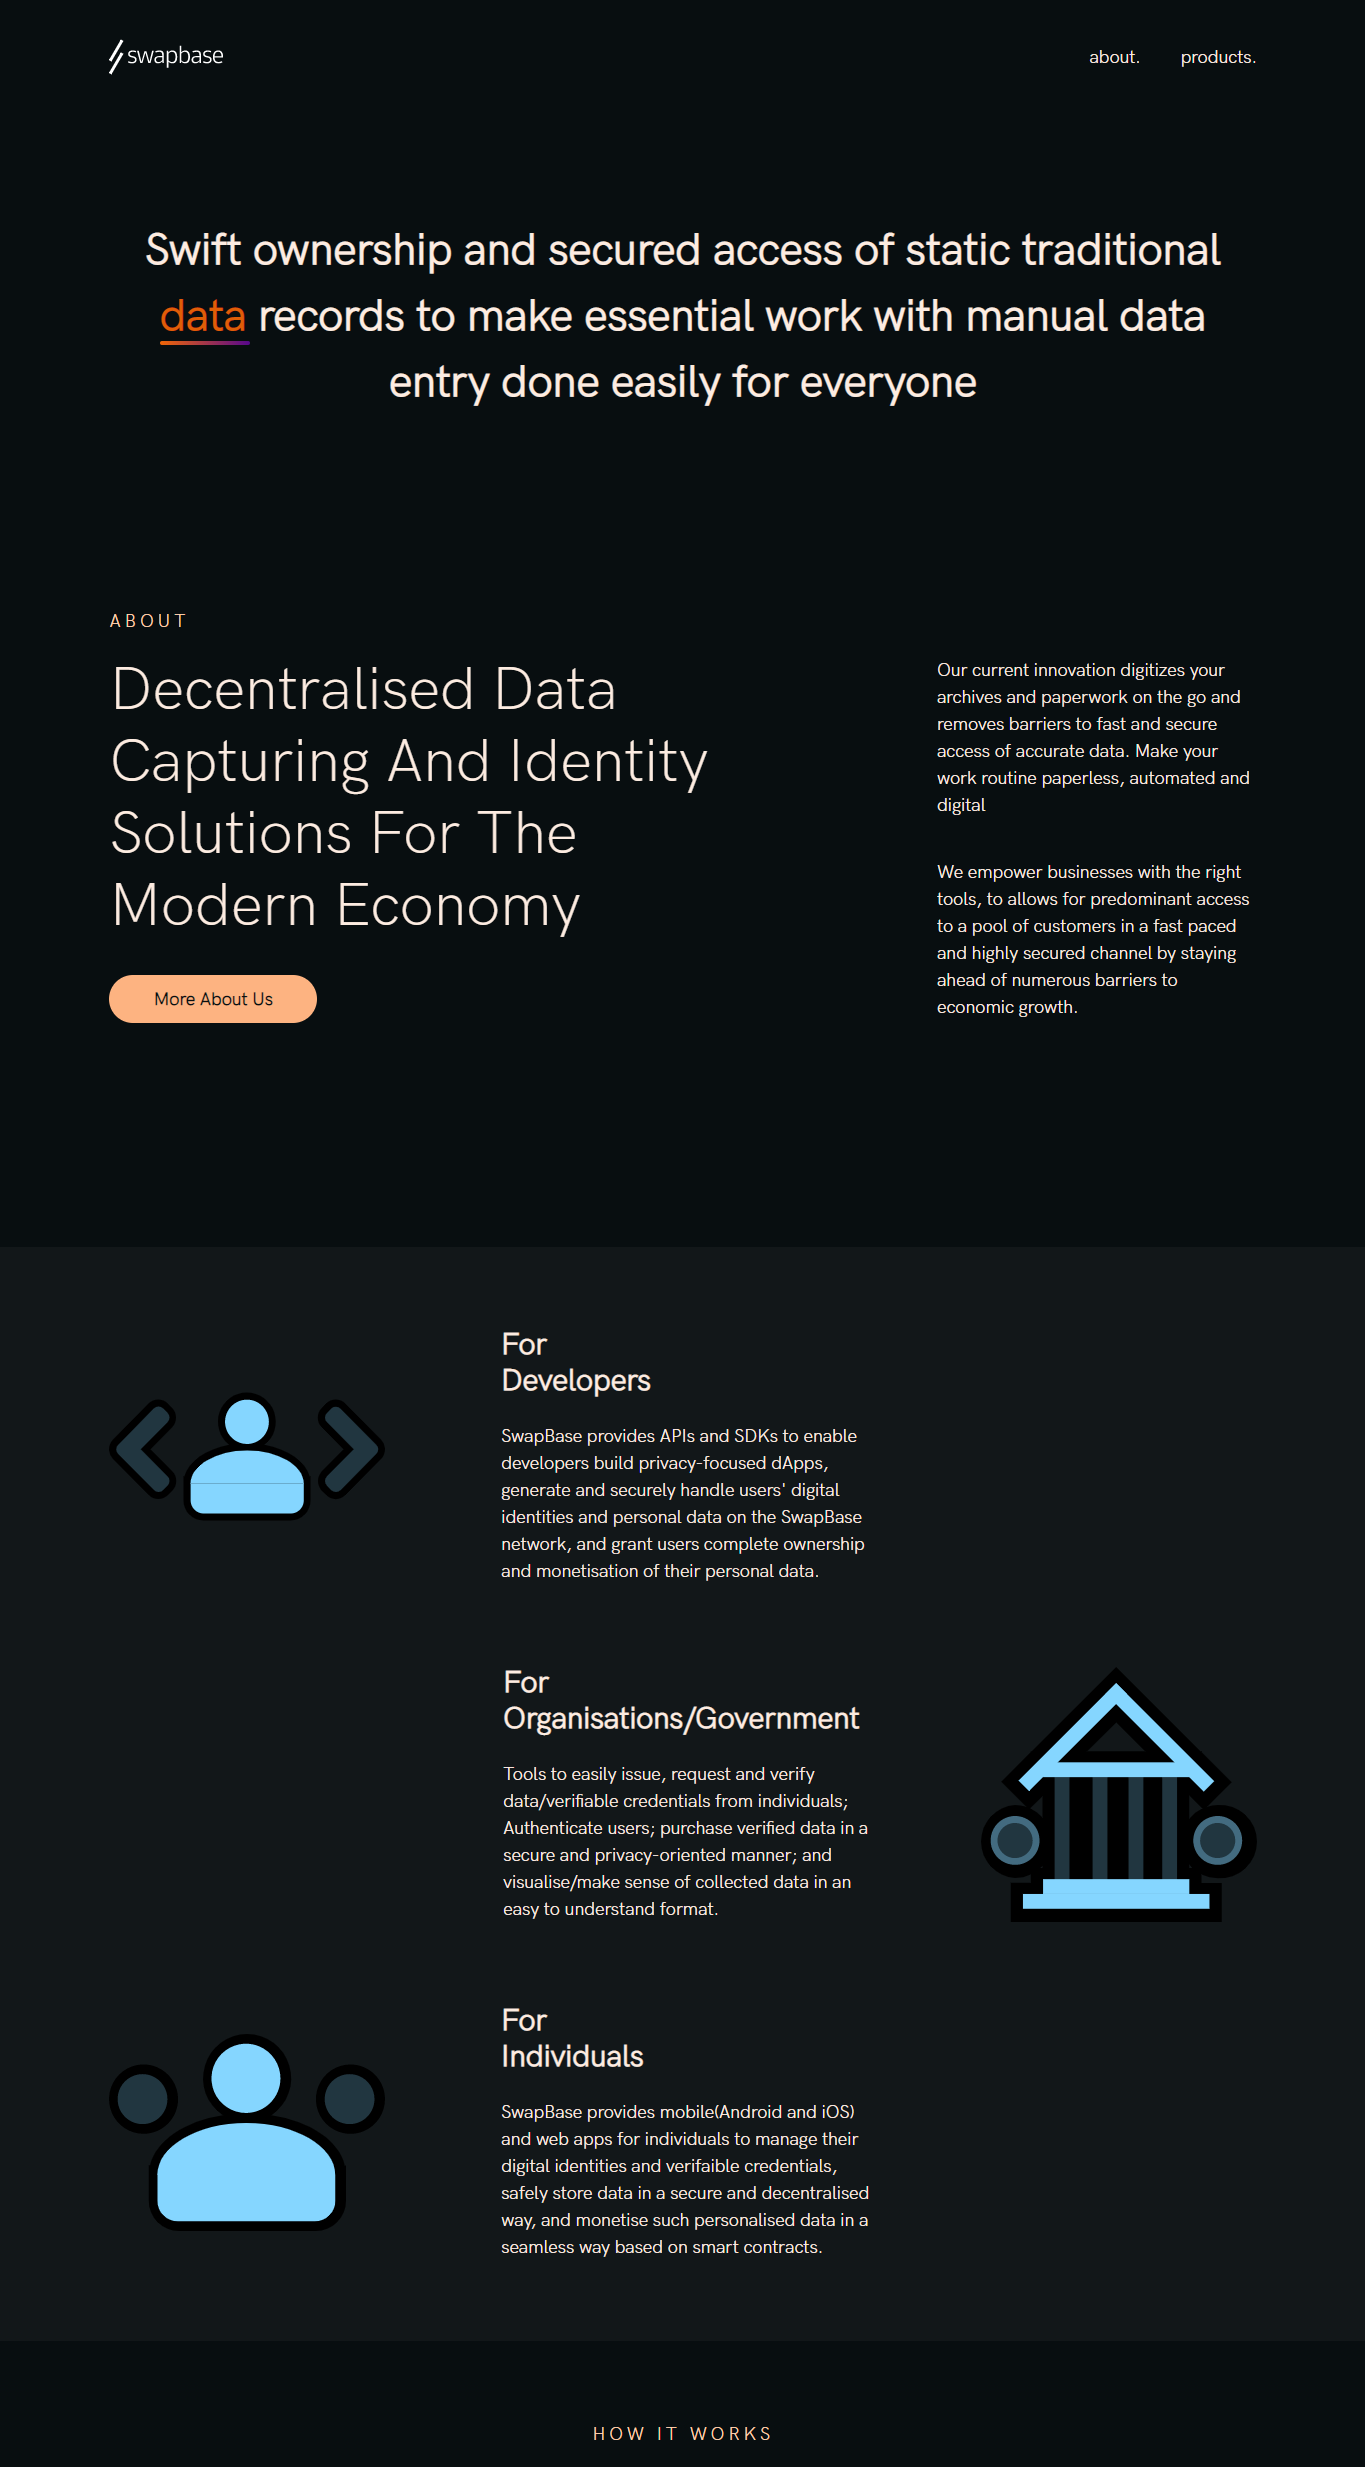 swapbase
about. products.
Swift ownership and secured access of static traditional
data records to make essential work with manual data
entry done easily for everyone
ABOUT
Decentralised Data
Capturing And Identity
Solutions For The
Modern Economy
More About Us
Our current innovation digitizes your
archives and paperwork on the go and
removes barriers to fast and secure
access of accurate data. Make your
work routine paperless, automated and
digital
We empower businesses with the right
tools, to allows for predominant access
to a pool of customers in a fast paced
and highly secured channel by staying
ahead of numerous barriers to
economic growth.
For
Developers
SwapBase provides APIs and SDKs to enable
developers build privacy-focused dApps,
generate and securely handle users' digital
identities and personal data on the SwapBase
network, and grant users complete ownership
and monetisation of their personal data.
For
Organisations/Government
Tools to easily issue, request and verify
data/verifiable credentials from individuals;
Authenticate users; purchase verified data in a
secure and privacy-oriented manner; and
visualise/make sense of collected data in an
easy to understand format.
For
Individuals
SwapBase provides mobile(Android and iOS)
and web apps for individuals to manage their
digital identities and verifaible credentials,
safely store data in a secure and decentralised
way, and monetise such personalised data in a
seamless way based on smart contracts.
HOW IT WORKS